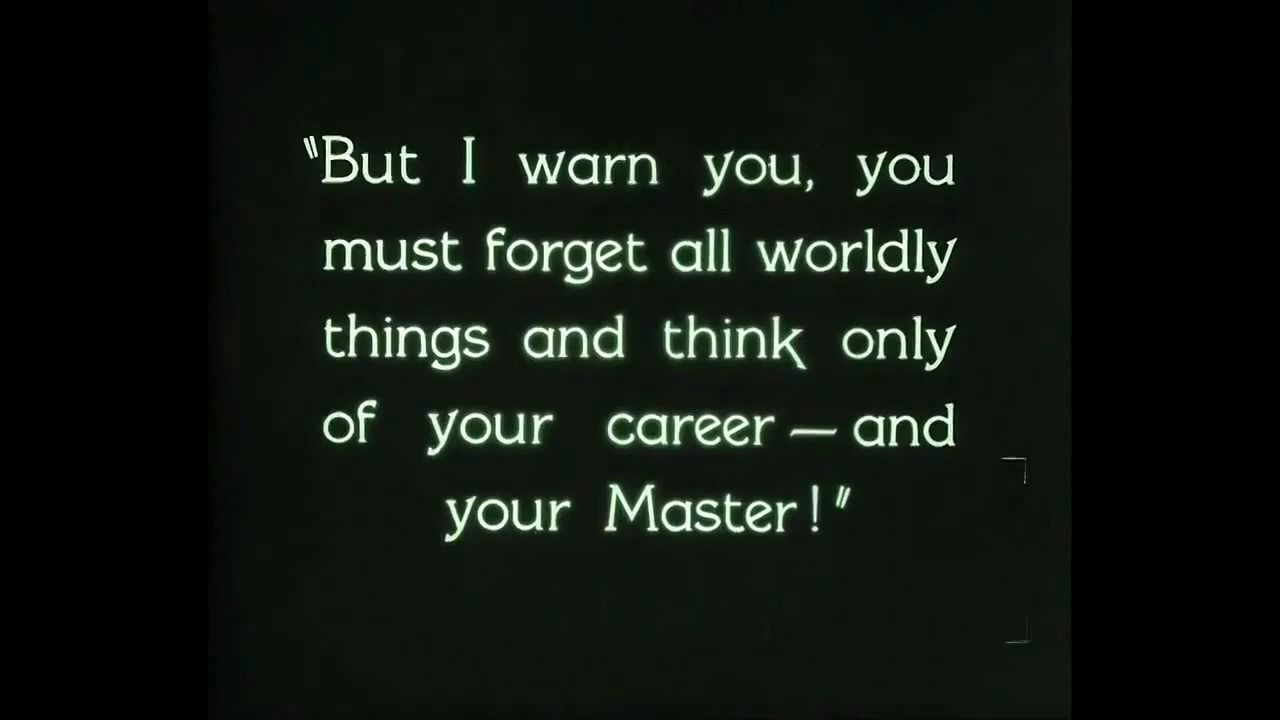 "But I warn you, you
must forget all worldly
things and think only
of your career — and
your Master!"